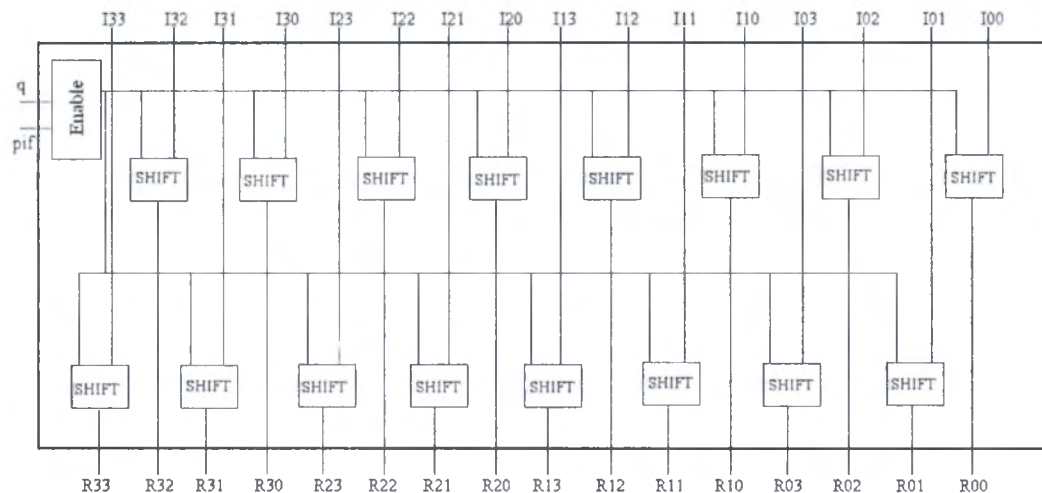 I33 I32 I31 I30 I23 I22 I21 I20 I13 I12 I11 I10 I03 I02 I01 I00
q
pif
Enable
SHIFT SHIFT SHIFT SHIFT SHIFT SHIFT SHIFT SHIFT
SHIFT SHIFT SHIFT SHIFT SHIFT SHIFT SHIFT SHIFT
R33 R32 R31 R30 R23 R22 R21 R20 R13 R12 R11 R10 R03 R02 R01 R00